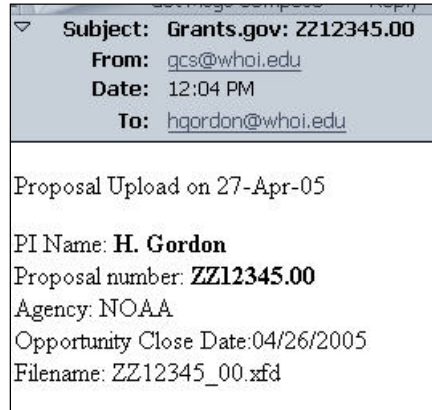 Subject: Grants.gov: ZZ12345.00
From: gcs@whoi.edu
Date: 12:04 PM
To: hgordon@whoi.edu
Proposal Upload on 27-Apr-05
PI Name: H. Gordon
Proposal number: ZZ12345.00
Agency: NOAA
Opportunity Close Date:04/26/2005
Filename: ZZ12345_00.xfd